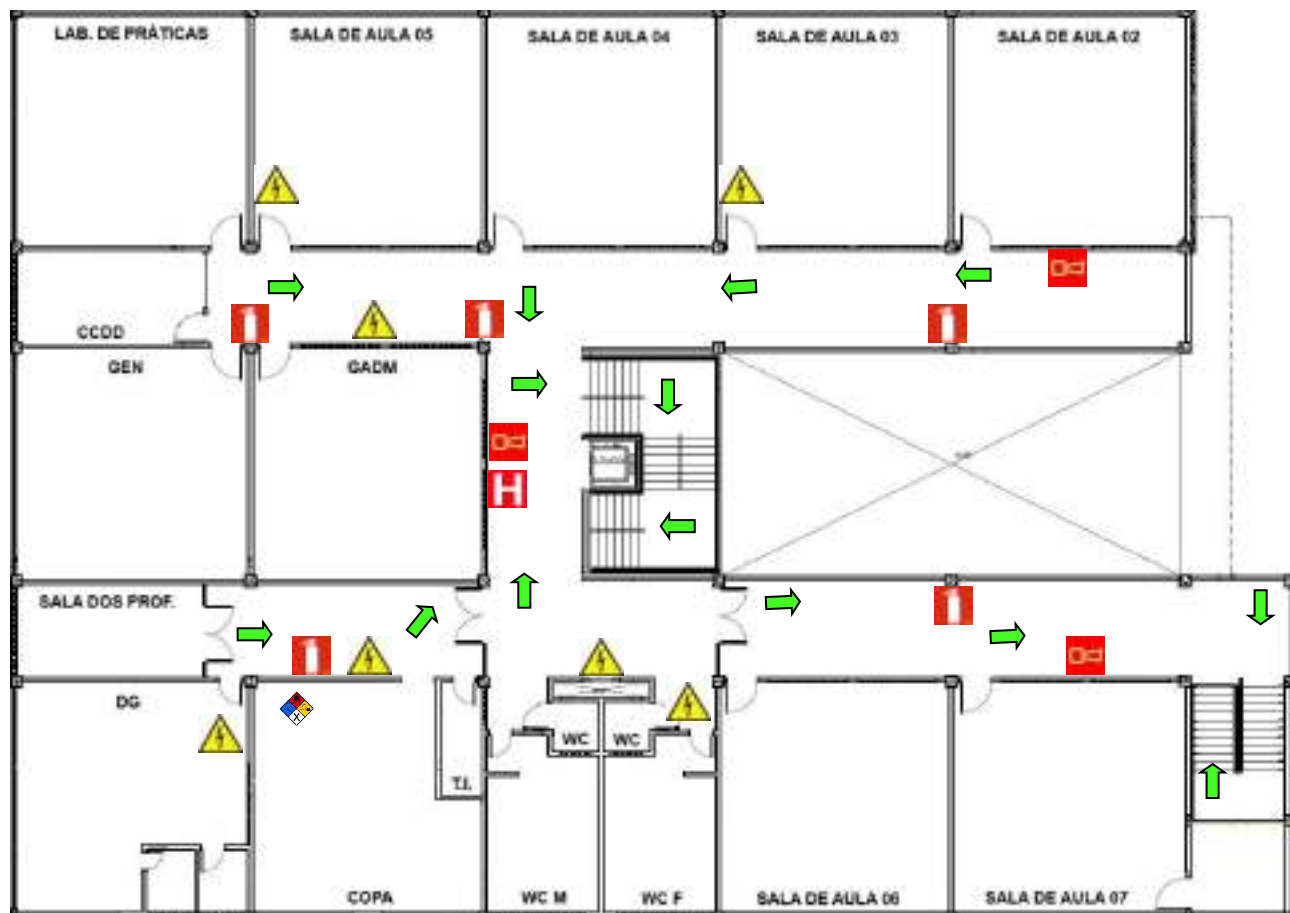 LAB. DE PRÁTICAS
SALA DE AULA 05
SALA DE AULA 04
SALA DE AULA 03
SALA DE AULA 02
CCOD
GEN
GADM
H
SALA DOS PROF.
DG
X
WC
WC
T.I.
COPA
WC M
WC F
SALA DE AULA 06
SALA DE AULA 07